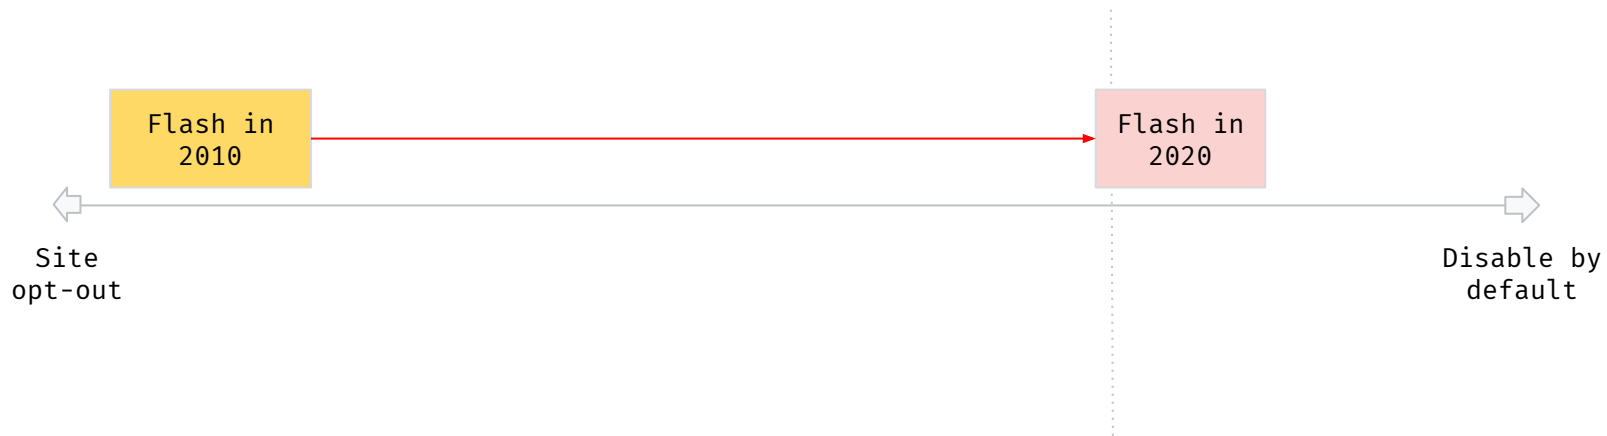 Flash in
2010
Flash in
2020
Site
opt-out
Disable by
default